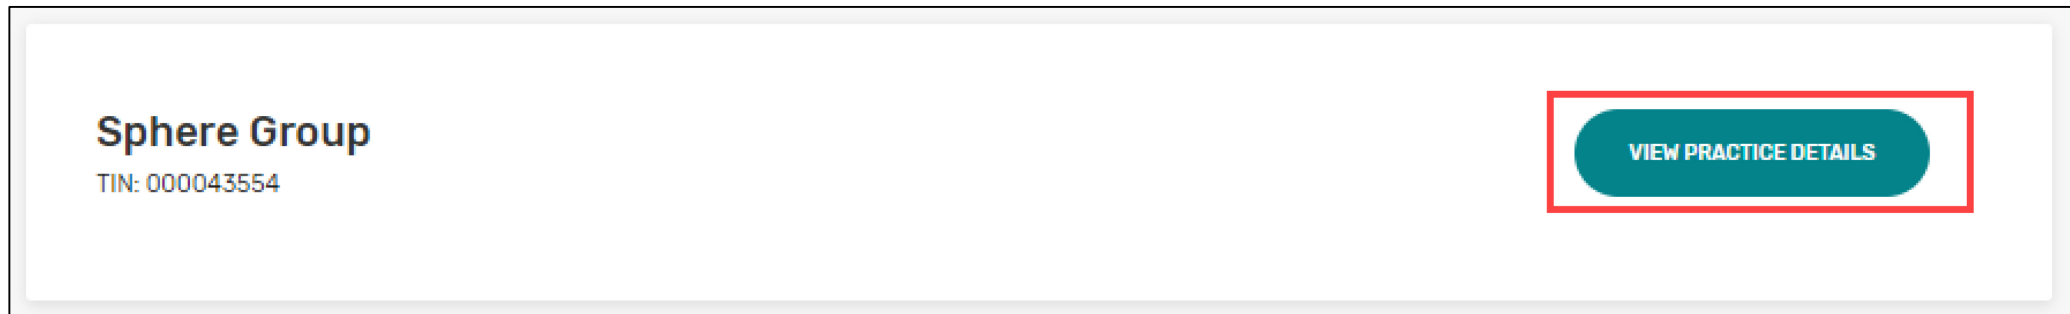 Sphere Group
TIN: 000043554
VIEW PRACTICE DETAILS